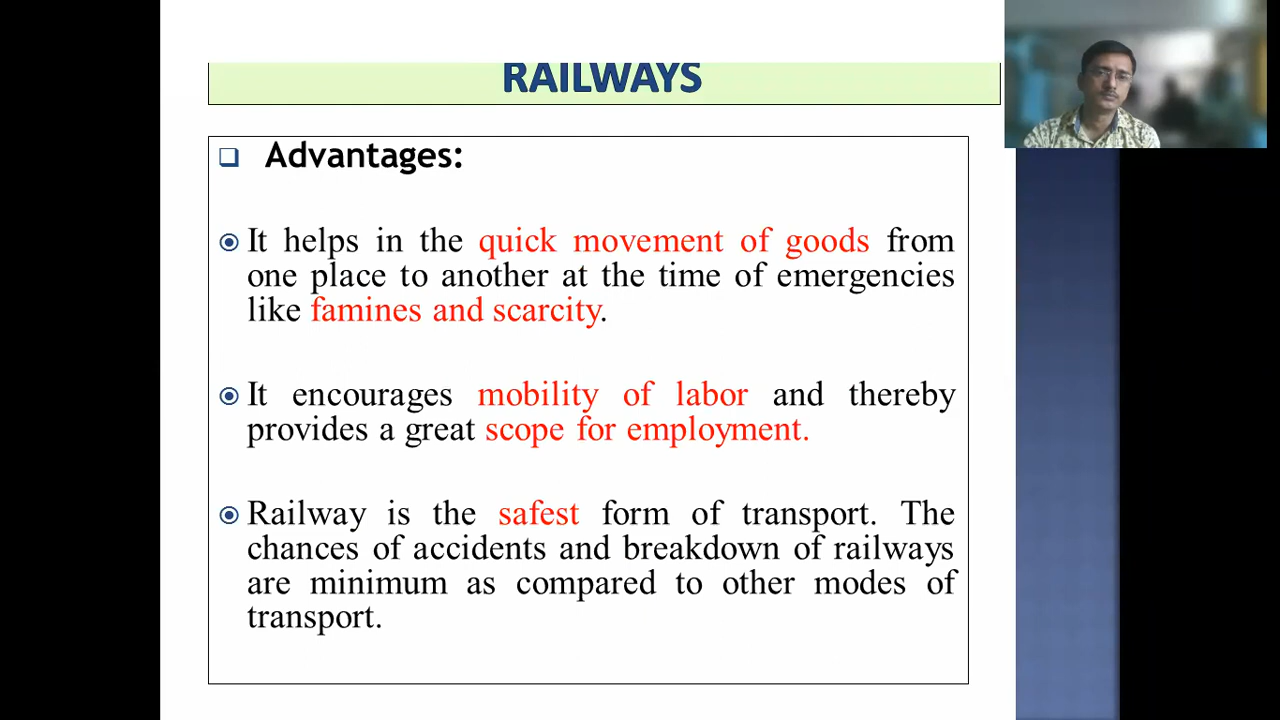 RAILWAYS
Advantages:
It helps in the quick movement of goods from
one place to another at the time of emergencies
like famines and scarcity.
It encourages mobility of labor and thereby
provides a great scope for employment.
Railway is the safest form of transport. The
chances of accidents and breakdown of railways
are minimum as compared to other modes of
transport.